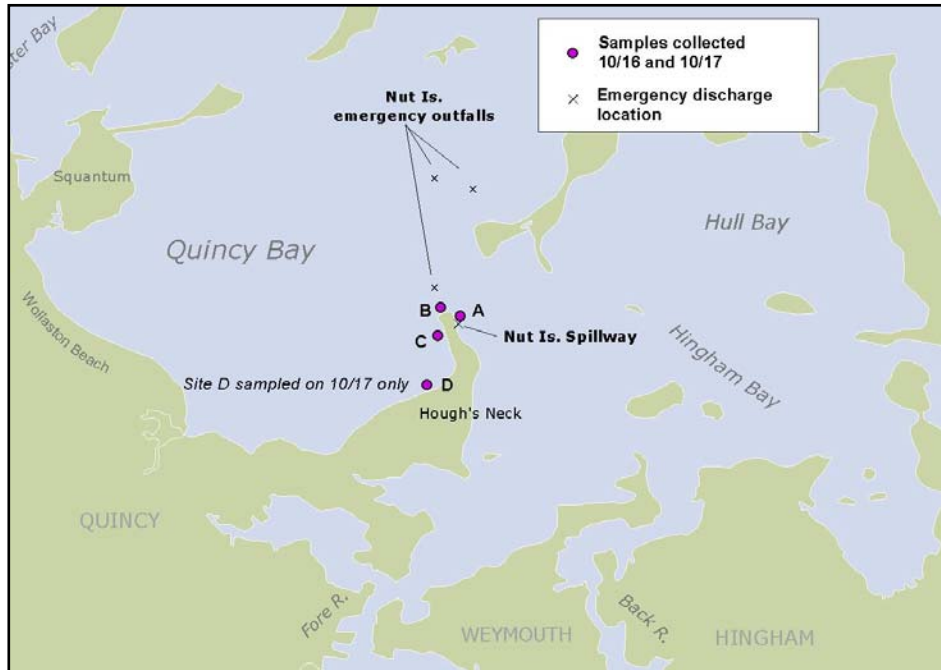 ster Bay
Samples collected
10/16 and 10/17
Emergency discharge
location
Nut Is.
emergency outfalls
Squantum
Hull Bay
Quincy Bay
Wollaston Beach
B
A
C
Nut Is. Spillway
Hingham Bay
Site D sampled on 10/17 only
D
Hough's Neck
QUINCY
Fore R.
Back R.
WEYMOUTH
HINGHAM